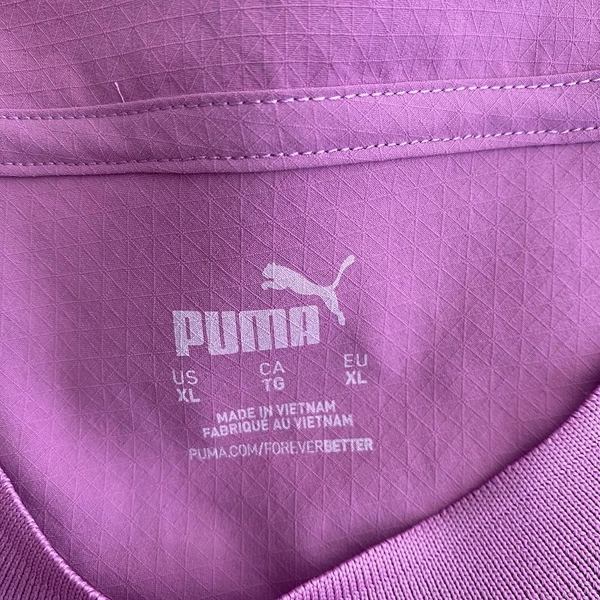 PUMA
US CA EU
XL TG XL
MADE IN VIETNAM
FABRIQUÉ AU VIETNAM
PUMA.COM/FOREVERBETTER